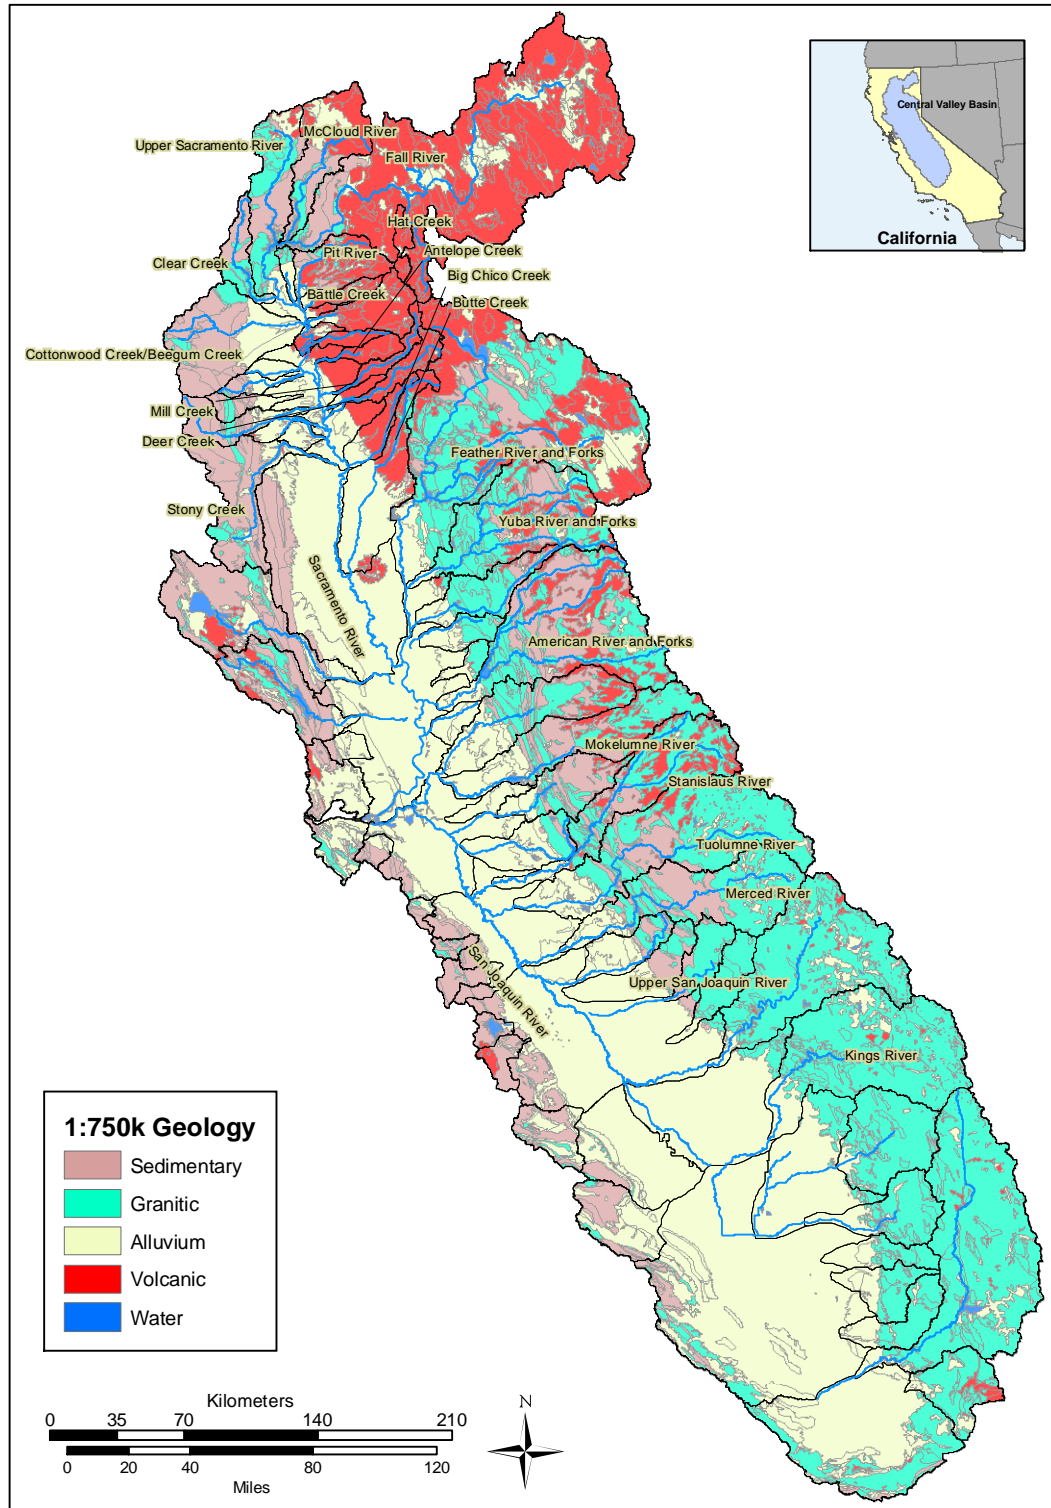 Central Valley Basin
California
McCloud River
Upper Sacramento River
Fall River
Hat Creek
Pit River
Antelope Creek
Clear Creek
Big Chico Creek
Battle Creek
Butte Creek
Cottonwood Creek/Beegum Creek
Mill Creek
Deer Creek
Feather River and Forks
Stony Creek
Yuba River and Forks
Sacramento River
American River and Forks
Mokelumne River
Stanislaus River
Tuolumne River
Merced River
San Joaquin River
Upper San Joaquin River
Kings River
1:750k Geology
Sedimentary
Granitic
Alluvium
Volcanic
Water
Kilometers
0 35 70 140 210
0 20 40 80 120
Miles
N